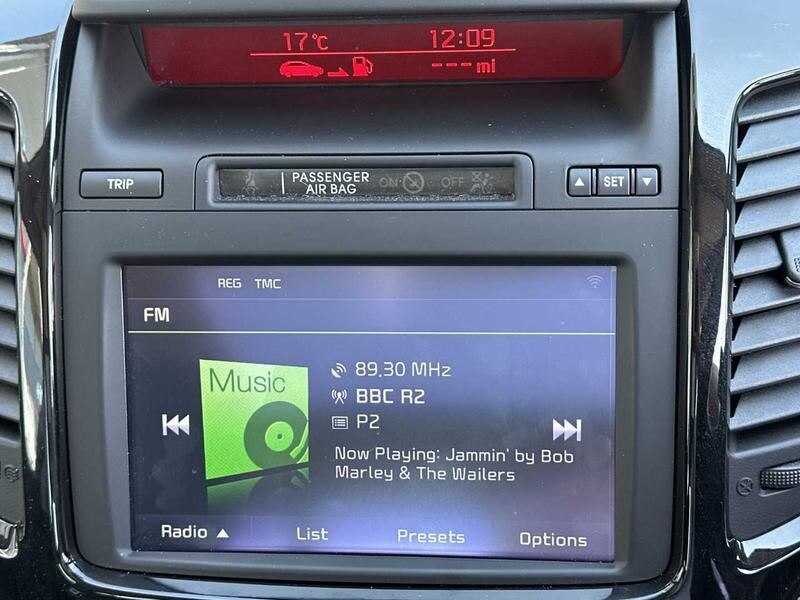 17°c 12:09
--- mi
TRIP
PASSENGER
AIR BAG
ON OFF
SET
REG TMC
FM
Music
89.30 MHz
BBC R2
P2
Now Playing: Jammin' by Bob
Marley & The Wailers
Radio List Presets Options